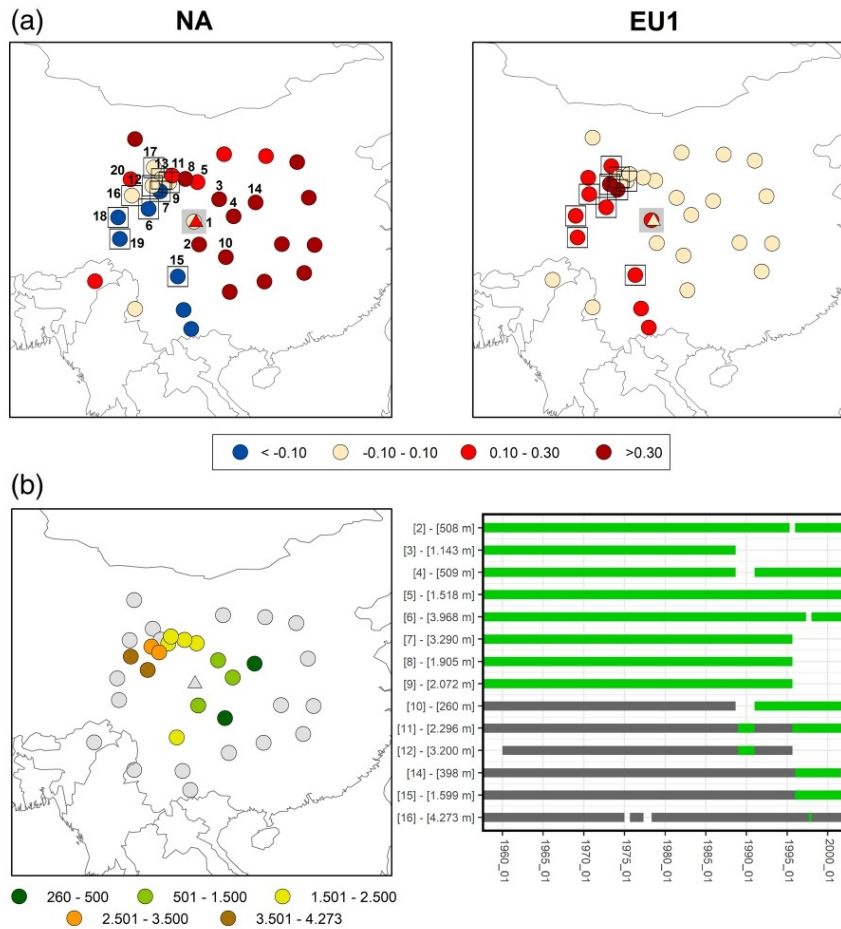 (a)
NA
EU1
17
13
11
8
5
20
12
16
9
3
14
7
4
18
6
1
2
19
10
15
< -0.10
-0.10 - 0.10
0.10 - 0.30
>0.30
(b)
[2] - [508 m]
[3] - [1.143 m]
[4] - [509 m]
[5] - [1.518 m]
[6] - [3.968 m]
[7] - [3.290 m]
[8] - [1.905 m]
[9] - [2.072 m]
[10] - [260 m]
[11] - [2.296 m]
[12] - [3.200 m]
[14] - [398 m]
[15] - [1.599 m]
[16] - [4.273 m]
1960_01
1965_01
1970_01
1975_01
1980_01
1985_01
1990_01
1995_01
2000_01
260 - 500
501 - 1.500
1.501 - 2.500
2.501 - 3.500
3.501 - 4.273